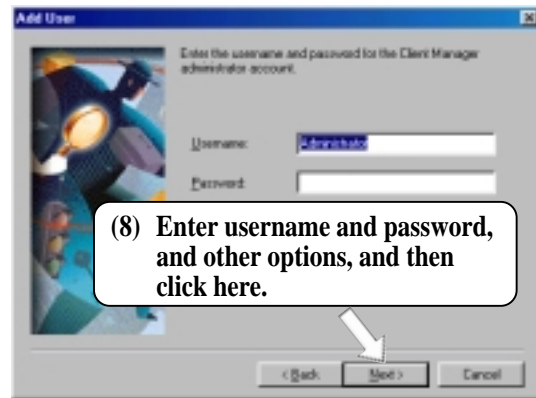 Add User
Enter the username and password for the Client Manager
administrator account.
Username:
Administrator
Password:
(8) Enter username and password,
and other options, and then
click here.
< Back
Next >
Cancel